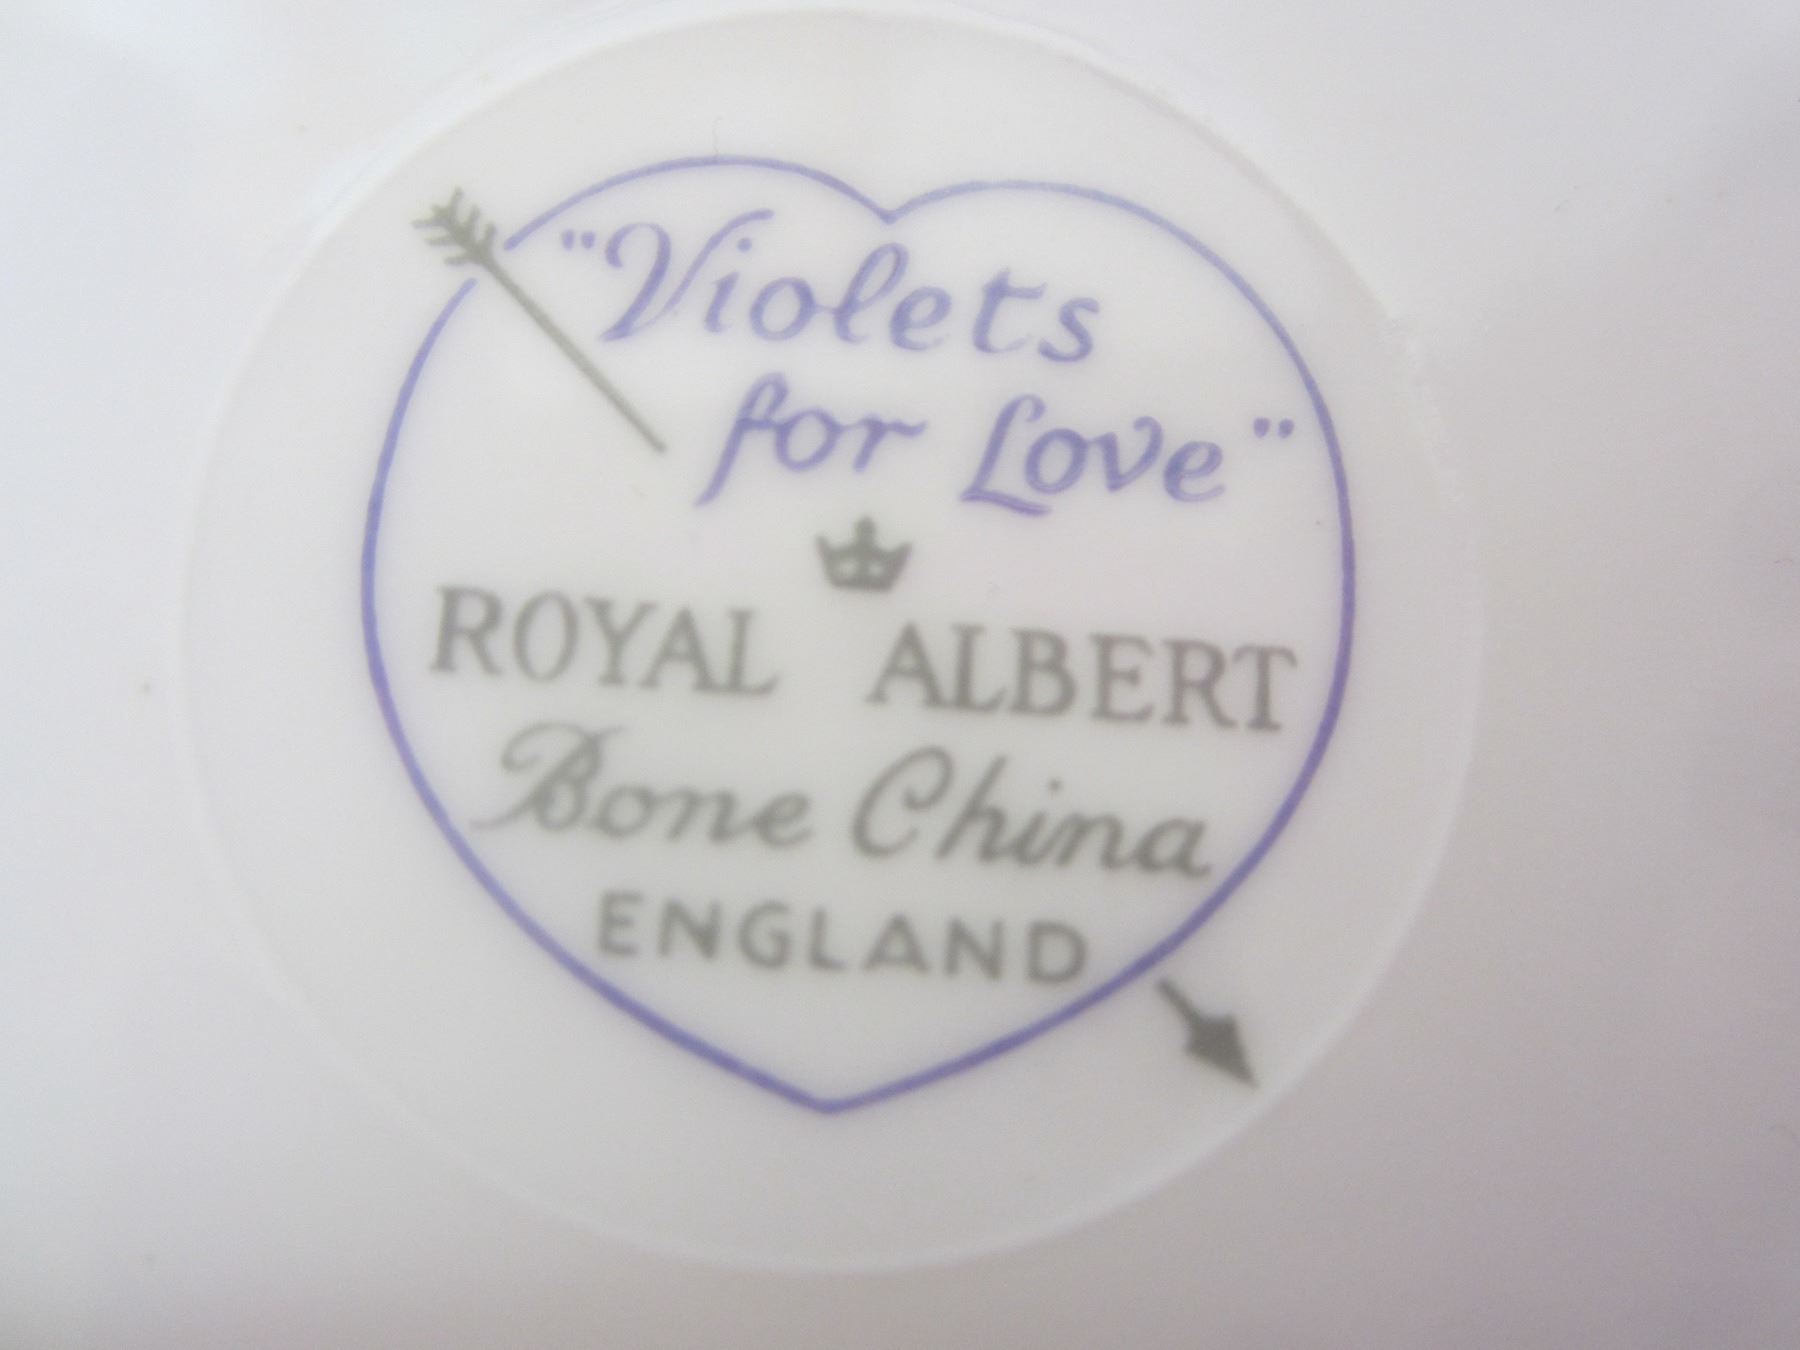 "Violets
for Love"
ROYAL ALBERT
Bone China
ENGLAND